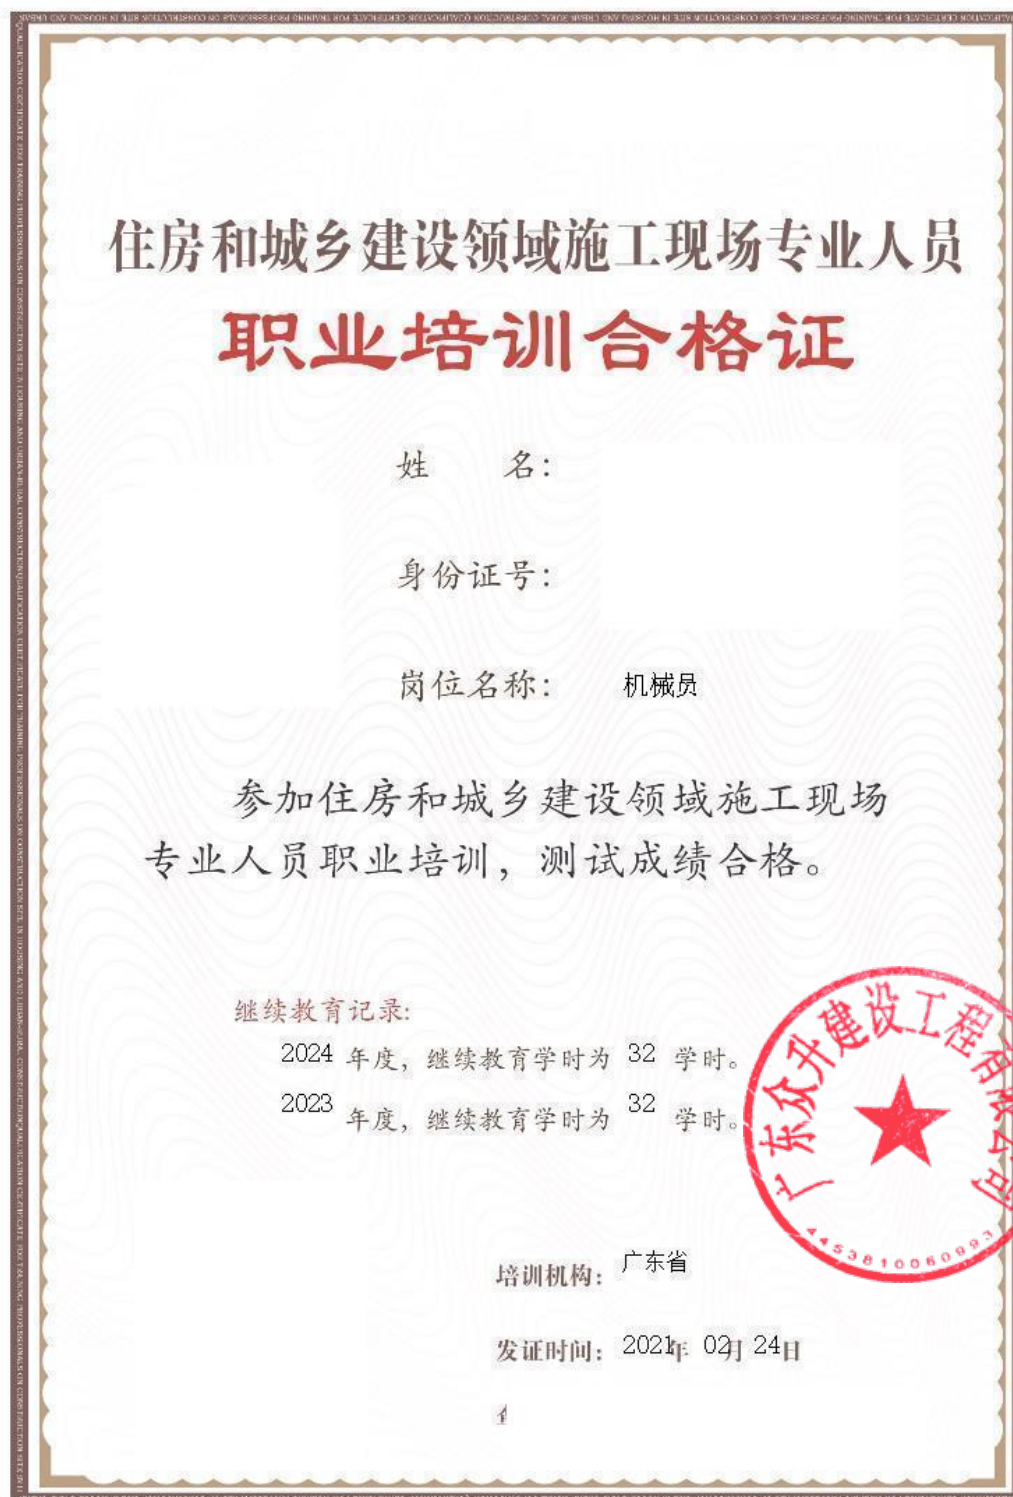 住房和城乡建设领域施工现场专业人员
职业培训合格证
姓 名：
身份证号：
岗位名称： 机械员
参加住房和城乡建设领域施工现场
专业人员职业培训，测试成绩合格。
继续教育记录:
2024 年度，继续教育学时为 32 学时。
2023 年度，继续教育学时为 32 学时。
广东众升建设工程有限公司
4453810060993
培训机构： 广东省
发证时间： 2021年 02月 24日